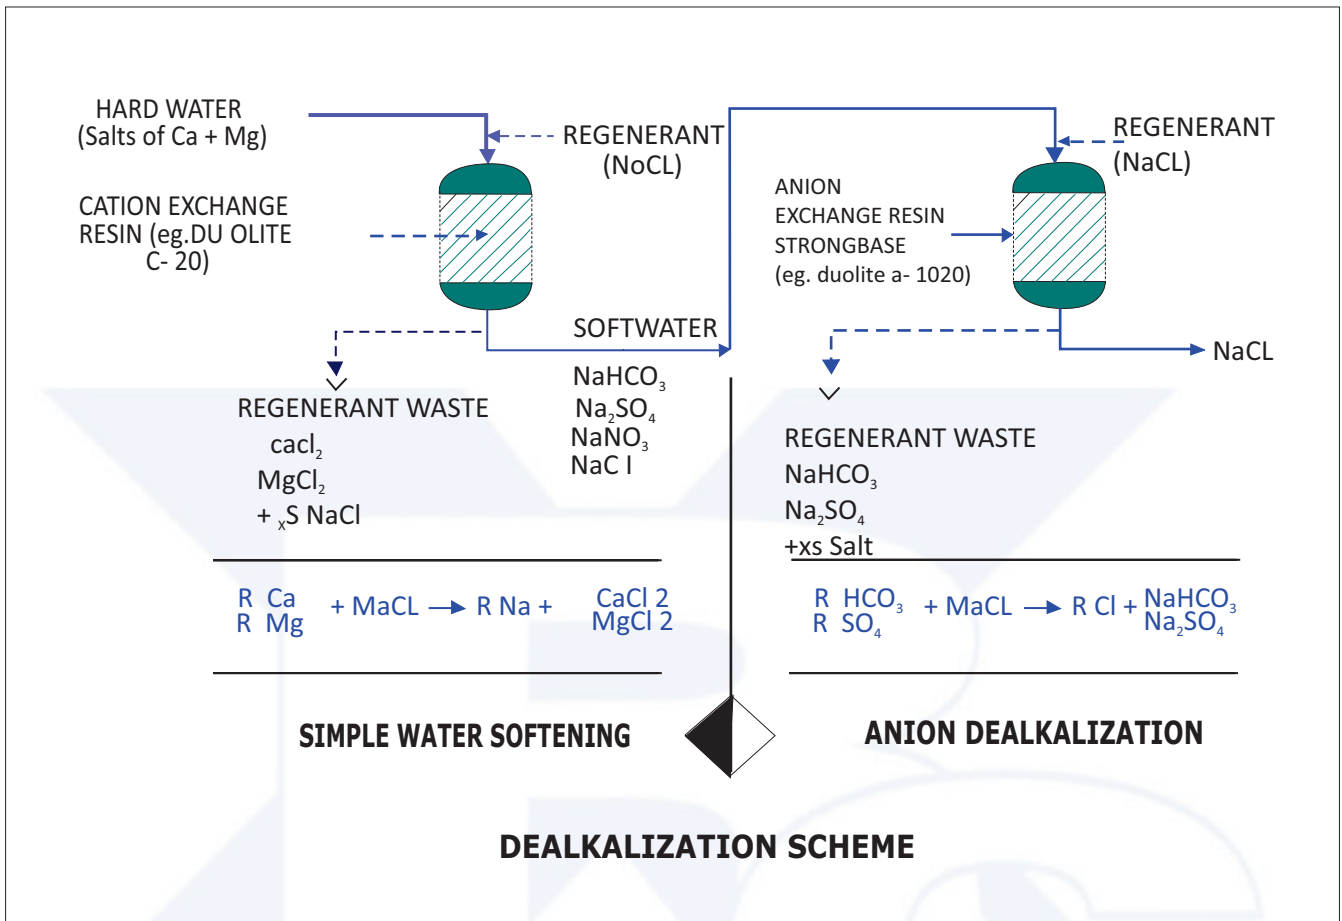 HARD WATER
(Salts of Ca + Mg)
REGENERANT
(NoCL)
CATION EXCHANGE
RESIN (eg.DU OLITE
C- 20)
SOFTWATER
NaHCO₃
Na₂SO₄
NaNO₃
NaC l
REGENERANT WASTE
cacl₂
MgCl₂
+ ₓS NaCl
R Ca
R Mg
+ MaCL → R Na +
CaCl 2
MgCl 2
SIMPLE WATER SOFTENING
REGENERANT
(NaCL)
ANION
EXCHANGE RESIN
STRONGBASE
(eg. duolite a- 1020)
NaCL
REGENERANT WASTE
NaHCO₃
Na₂SO₄
+xs Salt
R HCO₃
R SO₄
+ MaCL → R Cl +
NaHCO₃
Na₂SO₄
ANION DEALKALIZATION
DEALKALIZATION SCHEME